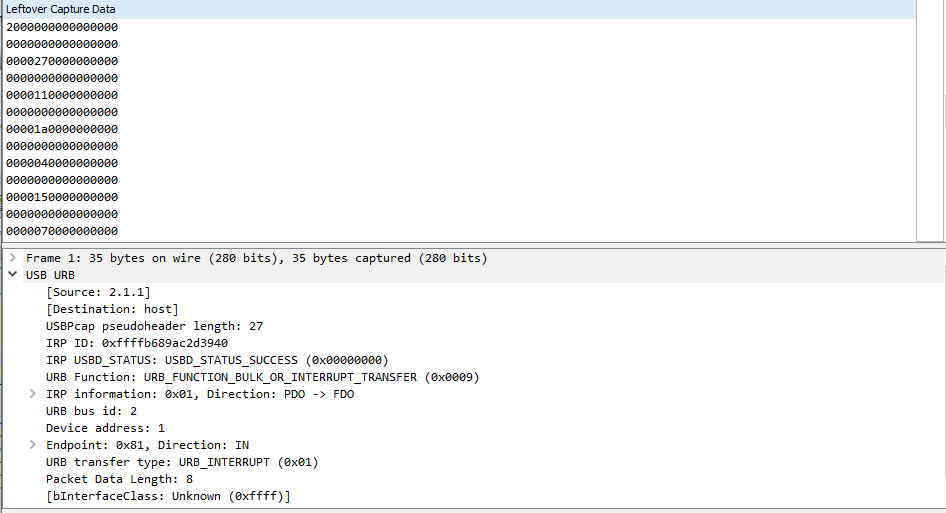 Leftover Capture Data
2000000000000000
0000000000000000
0000270000000000
0000000000000000
0000110000000000
0000000000000000
00001a0000000000
0000000000000000
0000040000000000
0000000000000000
0000150000000000
0000000000000000
0000070000000000
Frame 1: 35 bytes on wire (280 bits), 35 bytes captured (280 bits)
USB URB
[Source: 2.1.1]
[Destination: host]
USBPcap pseudoheader length: 27
IRP ID: 0xffffb689ac2d3940
IRP USBD_STATUS: USBD_STATUS_SUCCESS (0x00000000)
URB Function: URB_FUNCTION_BULK_OR_INTERRUPT_TRANSFER (0x0009)
IRP information: 0x01, Direction: PDO -> FDO
URB bus id: 2
Device address: 1
Endpoint: 0x81, Direction: IN
URB transfer type: URB_INTERRUPT (0x01)
Packet Data Length: 8
[bInterfaceClass: Unknown (0xffff)]